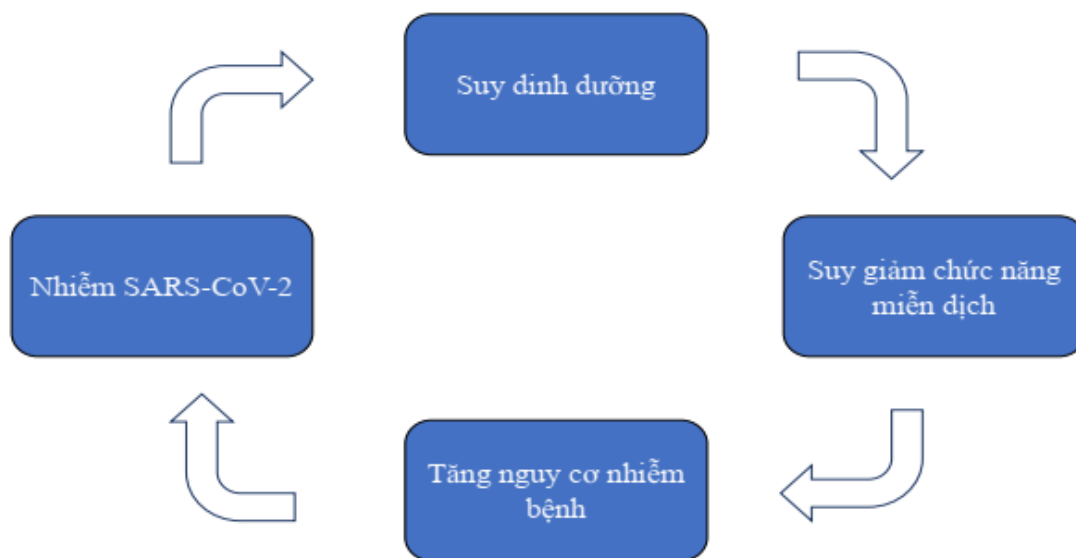 Suy dinh dưỡng
Suy giảm chức năng
miễn dịch
Tăng nguy cơ nhiễm
bệnh
Nhiễm SARS-CoV-2